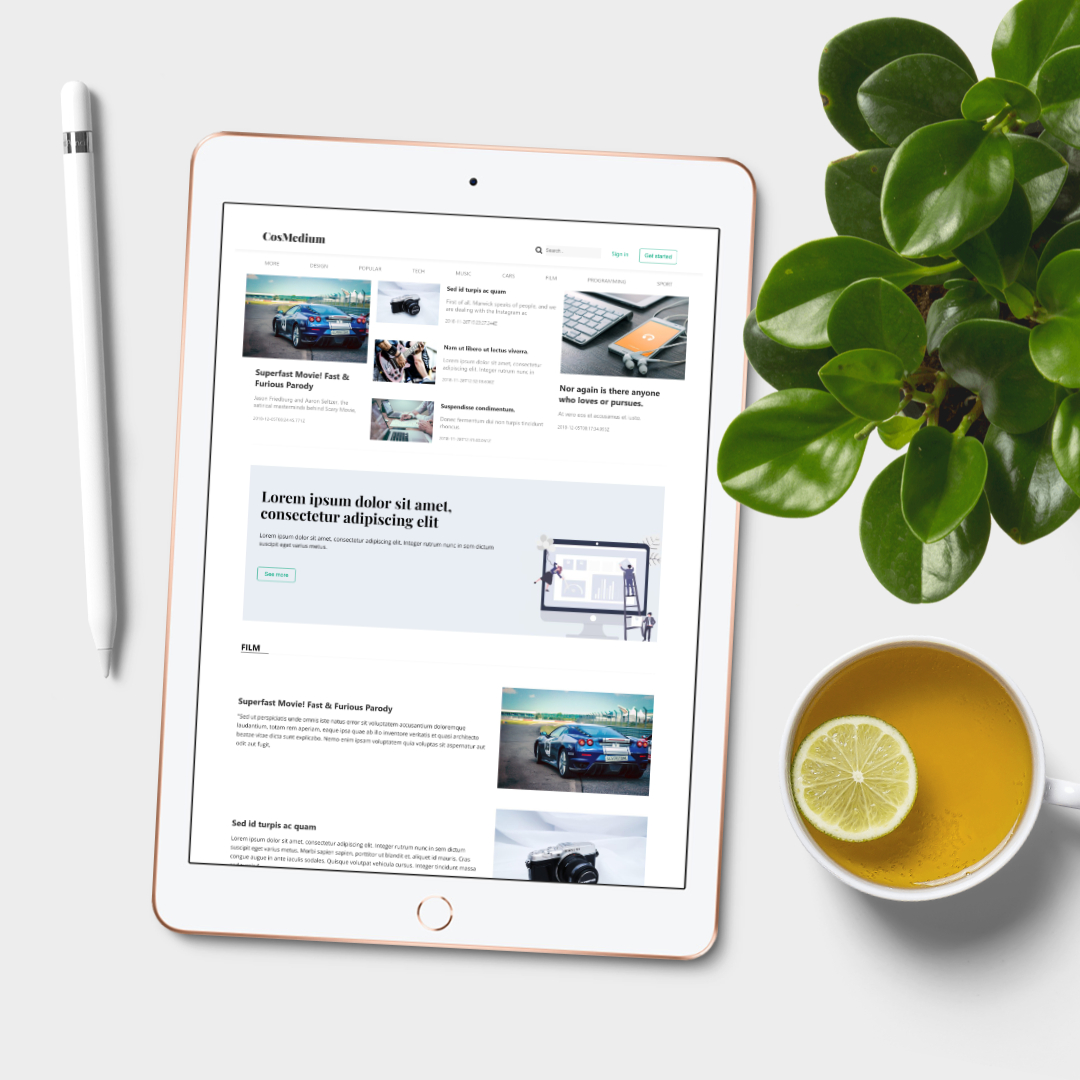 CosMedium
Search..
Sign in
Get started
MORE DESIGN POPULAR TECH MUSIC CARS FILM PROGRAMMING SPORT
Superfast Movie! Fast &
Furious Parody
Jason Friedburg and Aaron Seltzer, the
satirical masterminds behind Scary Movie,
Sed id turpis ac quam
First of all, Marwick speaks of people, and we
are dealing with the Instagram ac
Nam ut libero ut lectus viverra.
Lorem ipsum dolor sit amet, consectetur
adipiscing elit. Integer rutrum nunc in
Suspendisse condimentum.
Donec fermentum dui non turpis tincidunt
rhoncus
Nor again is there anyone
who loves or pursues.
At vero eos et accusamus et iusto.
Lorem ipsum dolor sit amet,
consectetur adipiscing elit
Lorem ipsum dolor sit amet, consectetur adipiscing elit. Integer rutrum nunc in sem dictum
suscipit eget varius metus.
See more
FILM
Superfast Movie! Fast & Furious Parody
"Sed ut perspiciatis unde omnis iste natus error sit voluptatem accusantium doloremque
laudantium, totam rem aperiam, eaque ipsa quae ab illo inventore veritatis et quasi architecto
beatae vitae dicta sunt explicabo. Nemo enim ipsam voluptatem quia voluptas sit aspernatur aut
odit aut fugit,
Sed id turpis ac quam
Lorem ipsum dolor sit amet, consectetur adipiscing elit. Integer rutrum nunc in sem dictum
suscipit eget varius metus. Morbi sapien sapien, porttitor ut blandit et, aliquet id mauris. Cras
congue augue in ante iaculis sodales. Quisque volutpat vehicula cursus. Integer tincidunt massa